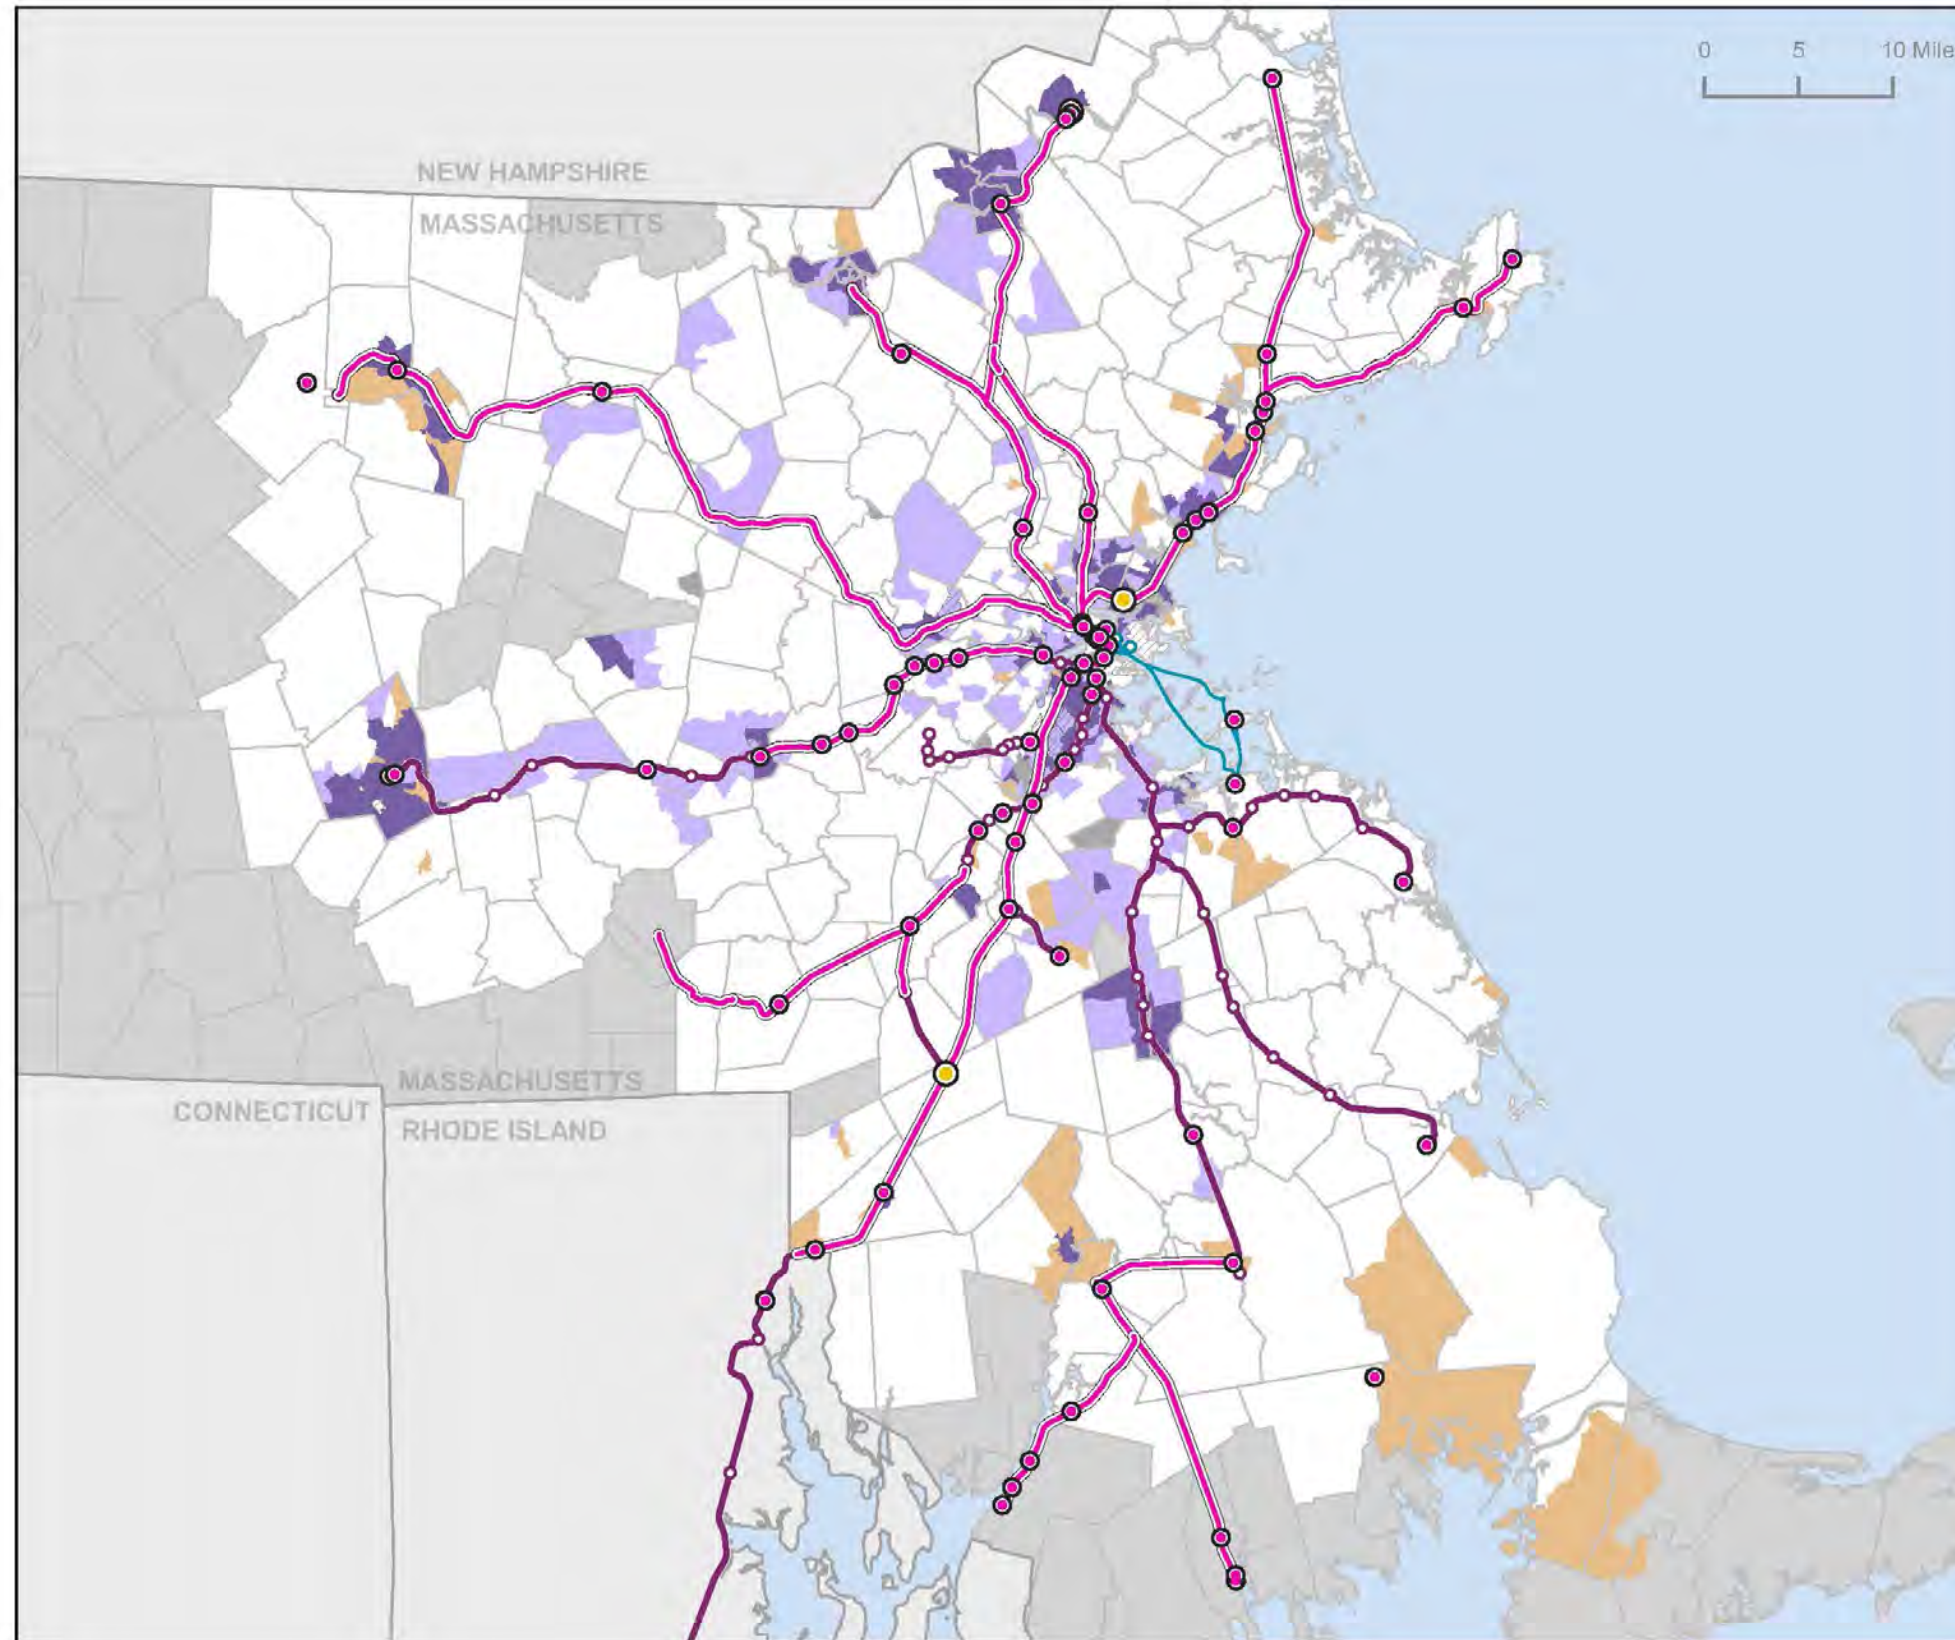 0 5 10 Mile
NEW HAMPSHIRE
MASSACHUSETTS
MASSACHUSETTS
CONNECTICUT
RHODE ISLAND